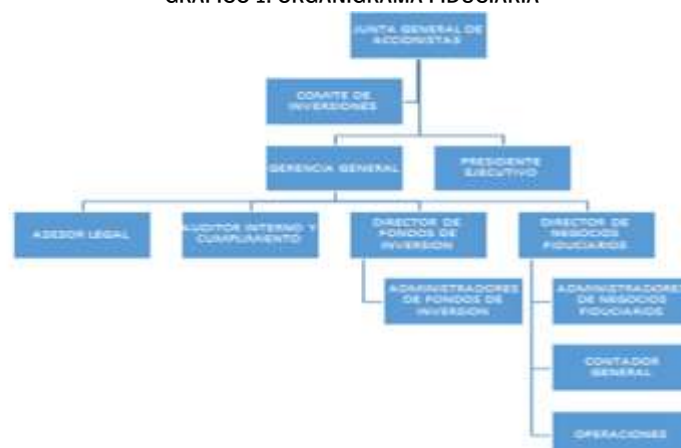 GRÁFICO 1. ORGANIGRAMA FIDUCIARIA
JUNTA GENERAL DE
ACCIONISTAS
COMITE DE
INVERSIONES
GERENCIA GENERAL
PRESIDENTE
EJECUTIVO
ASESOR LEGAL
AUDITOR INTERNO Y
CUMPLIMIENTO
DIRECTOR DE
FONDOS DE
INVERSION
DIRECTOR DE
NEGOCIOS
FIDUCIARIOS
ADMINISTRADORES
DE FONDOS DE
INVERSION
ADMINISTRADORES
DE NEGOCIOS
FIDUCIARIOS
CONTADOR
GENERAL
OPERACIONES